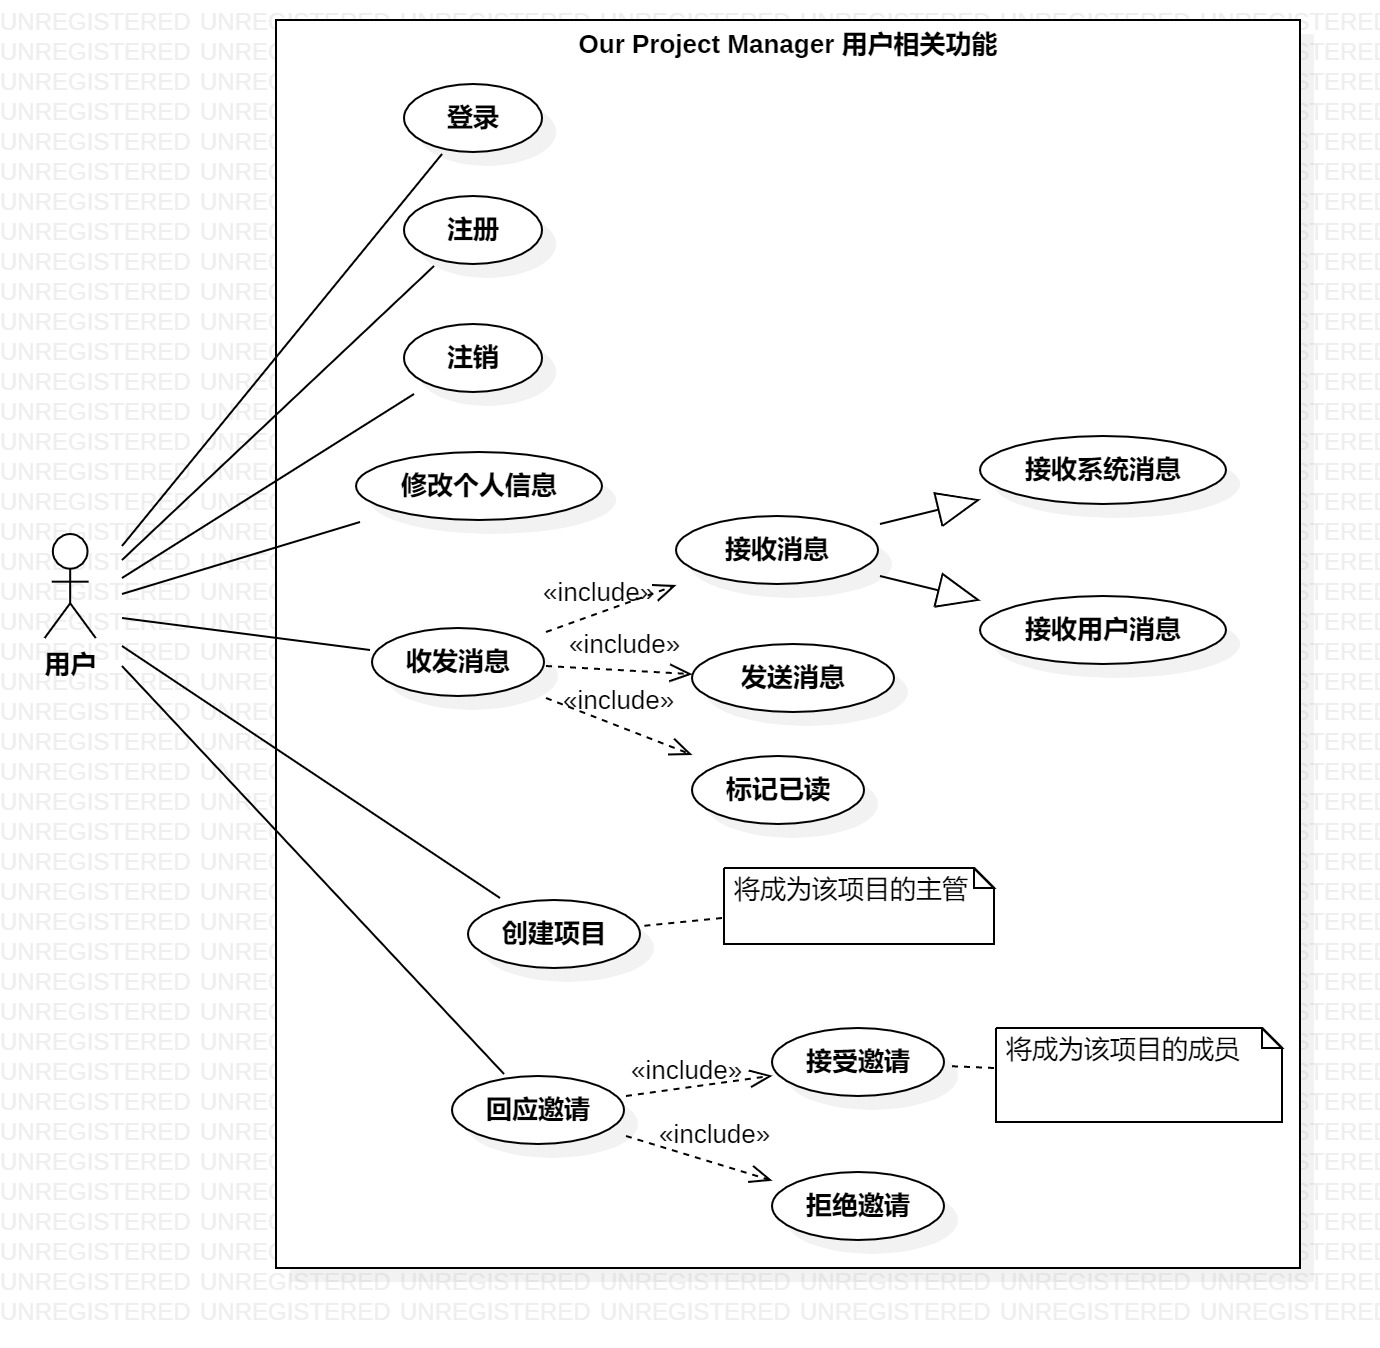 Our Project Manager 用户相关功能
登录
注册
注销
修改个人信息
接收系统消息
接收消息
«include»
接收用户消息
用户
收发消息
«include»
发送消息
«include»
标记已读
将成为该项目的主管
创建项目
将成为该项目的成员
«include»
接受邀请
回应邀请
«include»
拒绝邀请
UNREGISTERED UNREGISTERED UNREGISTERED UNREGISTERED UNREGISTERED UNREGISTERED UNREGISTERED